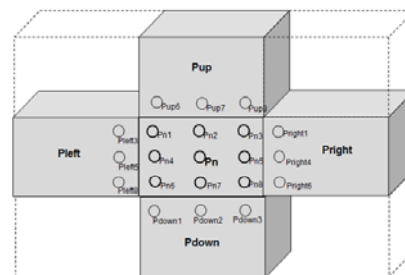 Pup
Pup6 Pup7 Pup8
Pleft Pleft3 Pn1 Pn2 Pn3 Pright1
Pleft5 Pn4 Pn Pn5 Pright4 Pright
Pleft8 Pn6 Pn7 Pn8 Pright6
Pdown1 Pdown2 Pdown3
Pdown